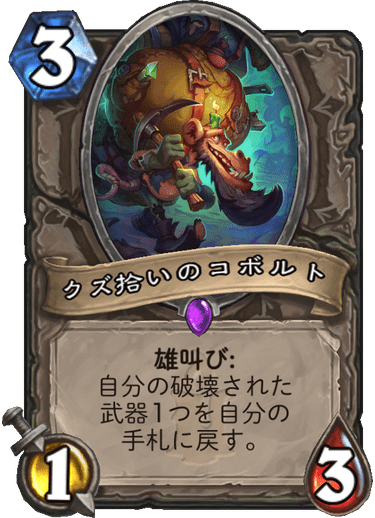 3
クズ拾いのコボルト
雄叫び:
自分の破壊された
武器1つを自分の
手札に戻す。
1
3